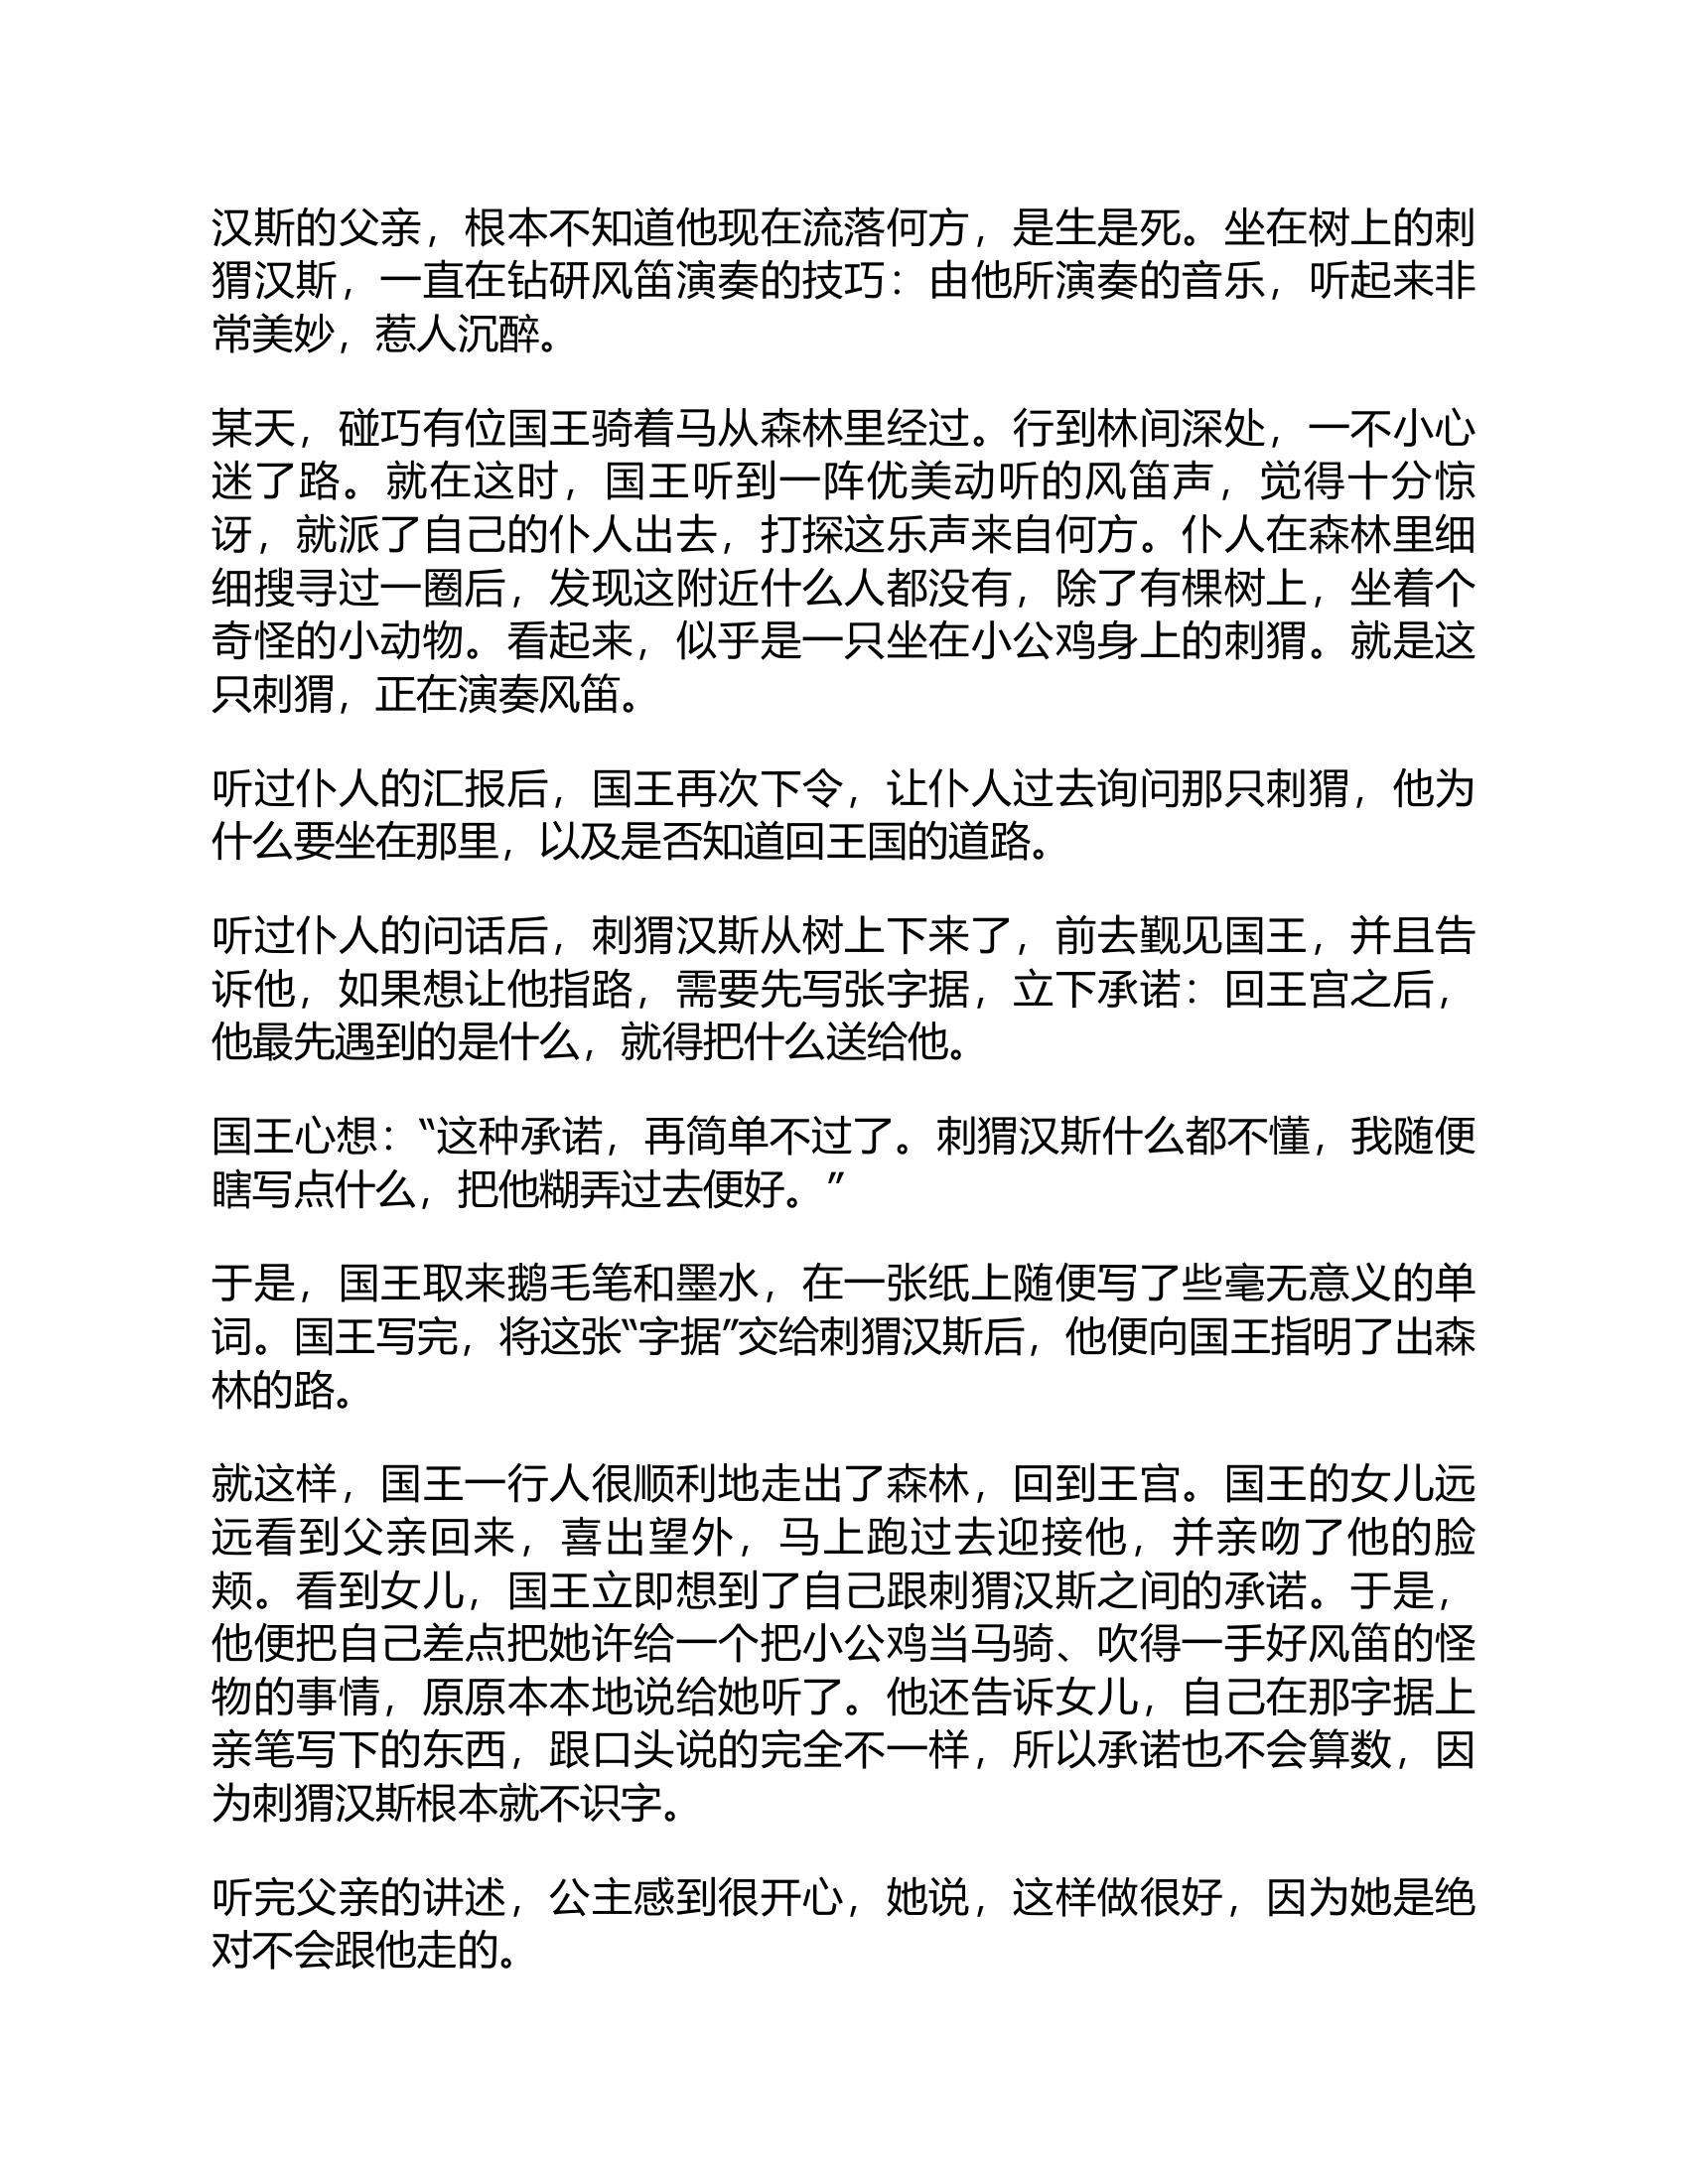 汉斯的父亲，根本不知道他现在流落何方，是生是死。坐在树上的刺
猬汉斯，一直在钻研风笛演奏的技巧：由他所演奏的音乐，听起来非
常美妙，惹人沉醉。
某天，碰巧有位国王骑着马从森林里经过。行到林间深处，一不小心
迷了路。就在这时，国王听到一阵优美动听的风笛声，觉得十分惊
讶，就派了自己的仆人出去，打探这乐声来自何方。仆人在森林里细
细搜寻过一圈后，发现这附近什么人都没有，除了有棵树上，坐着个
奇怪的小动物。看起来，似乎是一只坐在小公鸡身上的刺猬。就是这
只刺猬，正在演奏风笛。
听过仆人的汇报后，国王再次下令，让仆人过去询问那只刺猬，他为
什么要坐在那里，以及是否知道回王国的道路。
听过仆人的问话后，刺猬汉斯从树上下来了，前去觐见国王，并且告
诉他，如果想让他指路，需要先写张字据，立下承诺：回王宫之后，
他最先遇到的是什么，就得把什么送给他。
国王心想：“这种承诺，再简单不过了。刺猬汉斯什么都不懂，我随便
瞎写点什么，把他糊弄过去便好。”
于是，国王取来鹅毛笔和墨水，在一张纸上随便写了些毫无意义的单
词。国王写完，将这张“字据”交给刺猬汉斯后，他便向国王指明了出森
林的路。
就这样，国王一行人很顺利地走出了森林，回到王宫。国王的女儿远
远看到父亲回来，喜出望外，马上跑过去迎接他，并亲吻了他的脸
颊。看到女儿，国王立即想到了自己跟刺猬汉斯之间的承诺。于是，
他便把自己差点把她许给一个把小公鸡当马骑、吹得一手好风笛的怪
物的事情，原原本本地说给她听了。他还告诉女儿，自己在那字据上
亲笔写下的东西，跟口头说的完全不一样，所以承诺也不会算数，因
为刺猬汉斯根本就不识字。
听完父亲的讲述，公主感到很开心，她说，这样做很好，因为她是绝
对不会跟他走的。